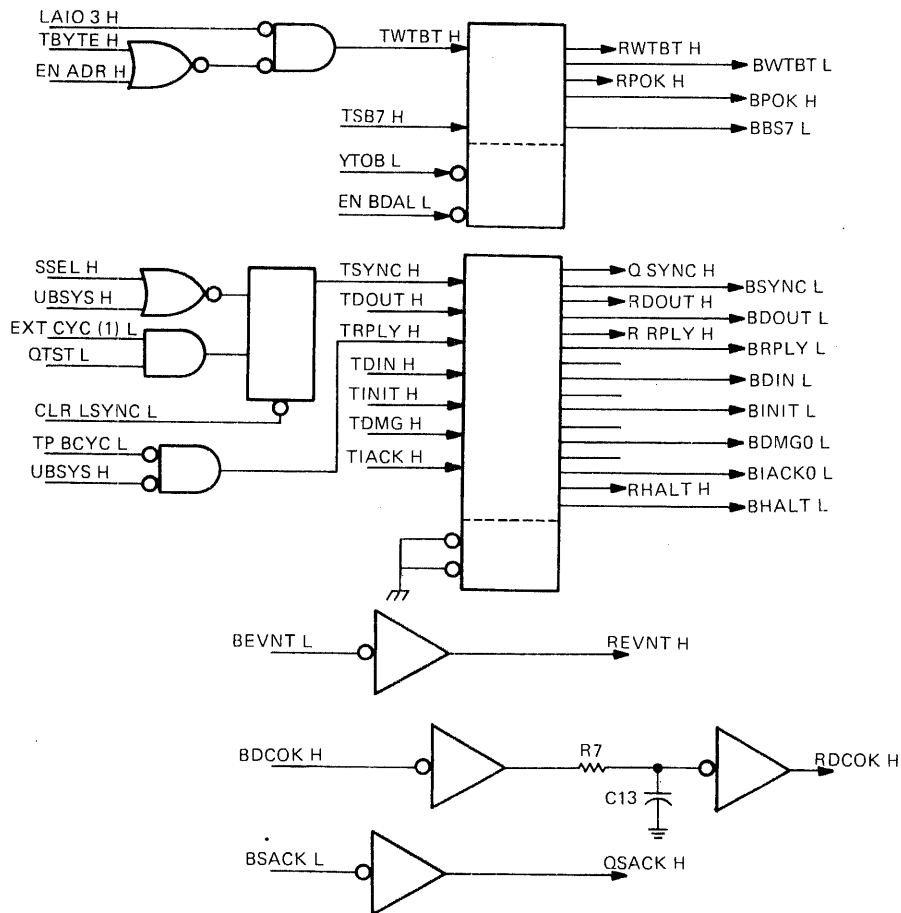 LAIO 3 H
TBYTE H
EN ADR H
TWTBT H
RWTBT H
BWTBT L
RPOK H
BPOK H
TSB7 H
BBS7 L
YTOB L
EN BDAL L
SSEL H
UBSYS H
EXT CYC (1) L
QTST L
CLR LSYNC L
TP BCYC L
UBSYS H
TSYNC H
TDOUT H
TRPLY H
TDIN H
TINIT H
TDMG H
TIACK H
Q SYNC H
BSYNC L
RDOUT H
BDOUT L
R RPLY H
BRPLY L
BDIN L
BINIT L
BDMG0 L
BIACK0 L
RHALT H
BHALT L
BEVNT L
REVNT H
BDCOK H
R7
C13
RDCOK H
BSACK L
QSACK H